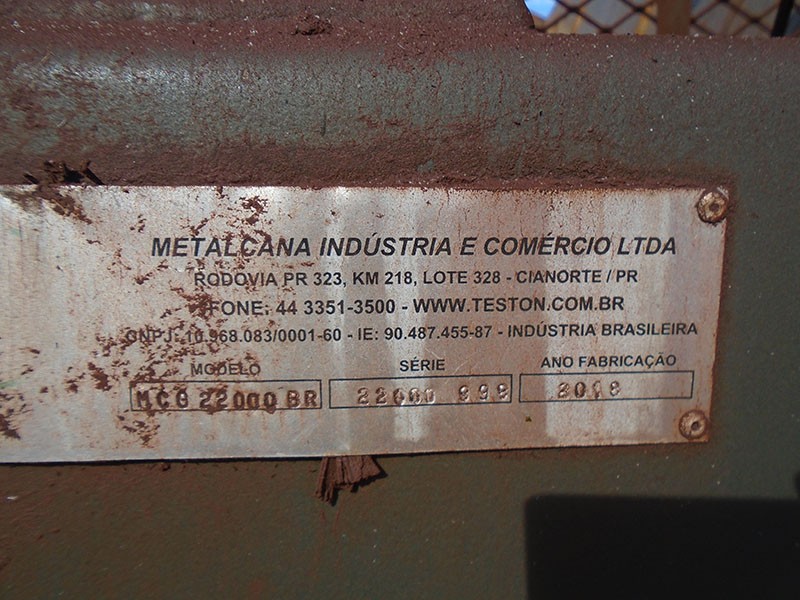 METALCANA INDÚSTRIA E COMÉRCIO LTDA
RODOVIA PR 323, KM 218, LOTE 328 - CIANORTE / PR
FONE: 44 3351-3500 - WWW.TESTON.COM.BR
CNPJ: 10.968.083/0001-60 - IE: 90.487.455-87 - INDÚSTRIA BRASILEIRA
MODELO SÉRIE ANO FABRICAÇÃO
22000 BR 22000